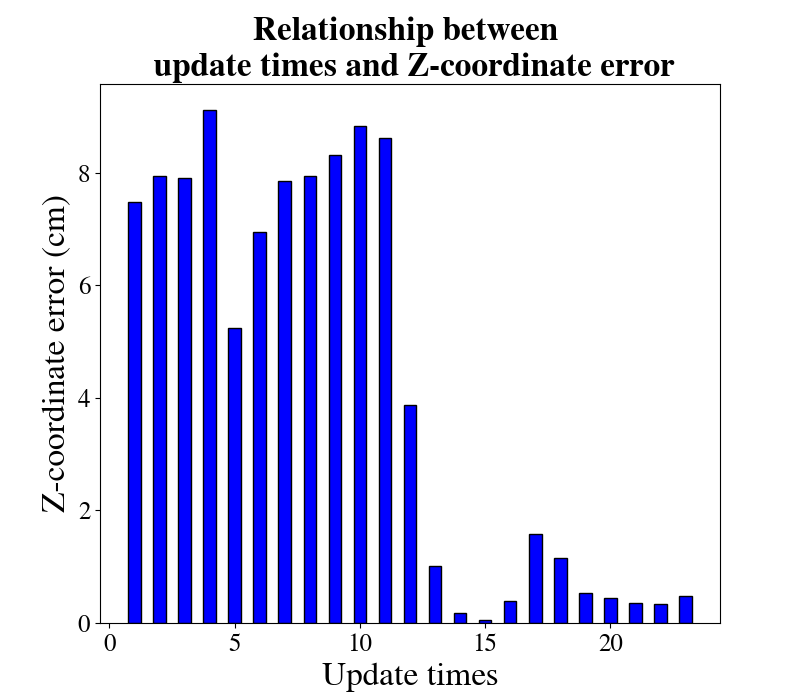 Relationship between
update times and Z-coordinate error
Z-coordinate error (cm)
8
6
4
2
0
0 5 10 15 20
Update times